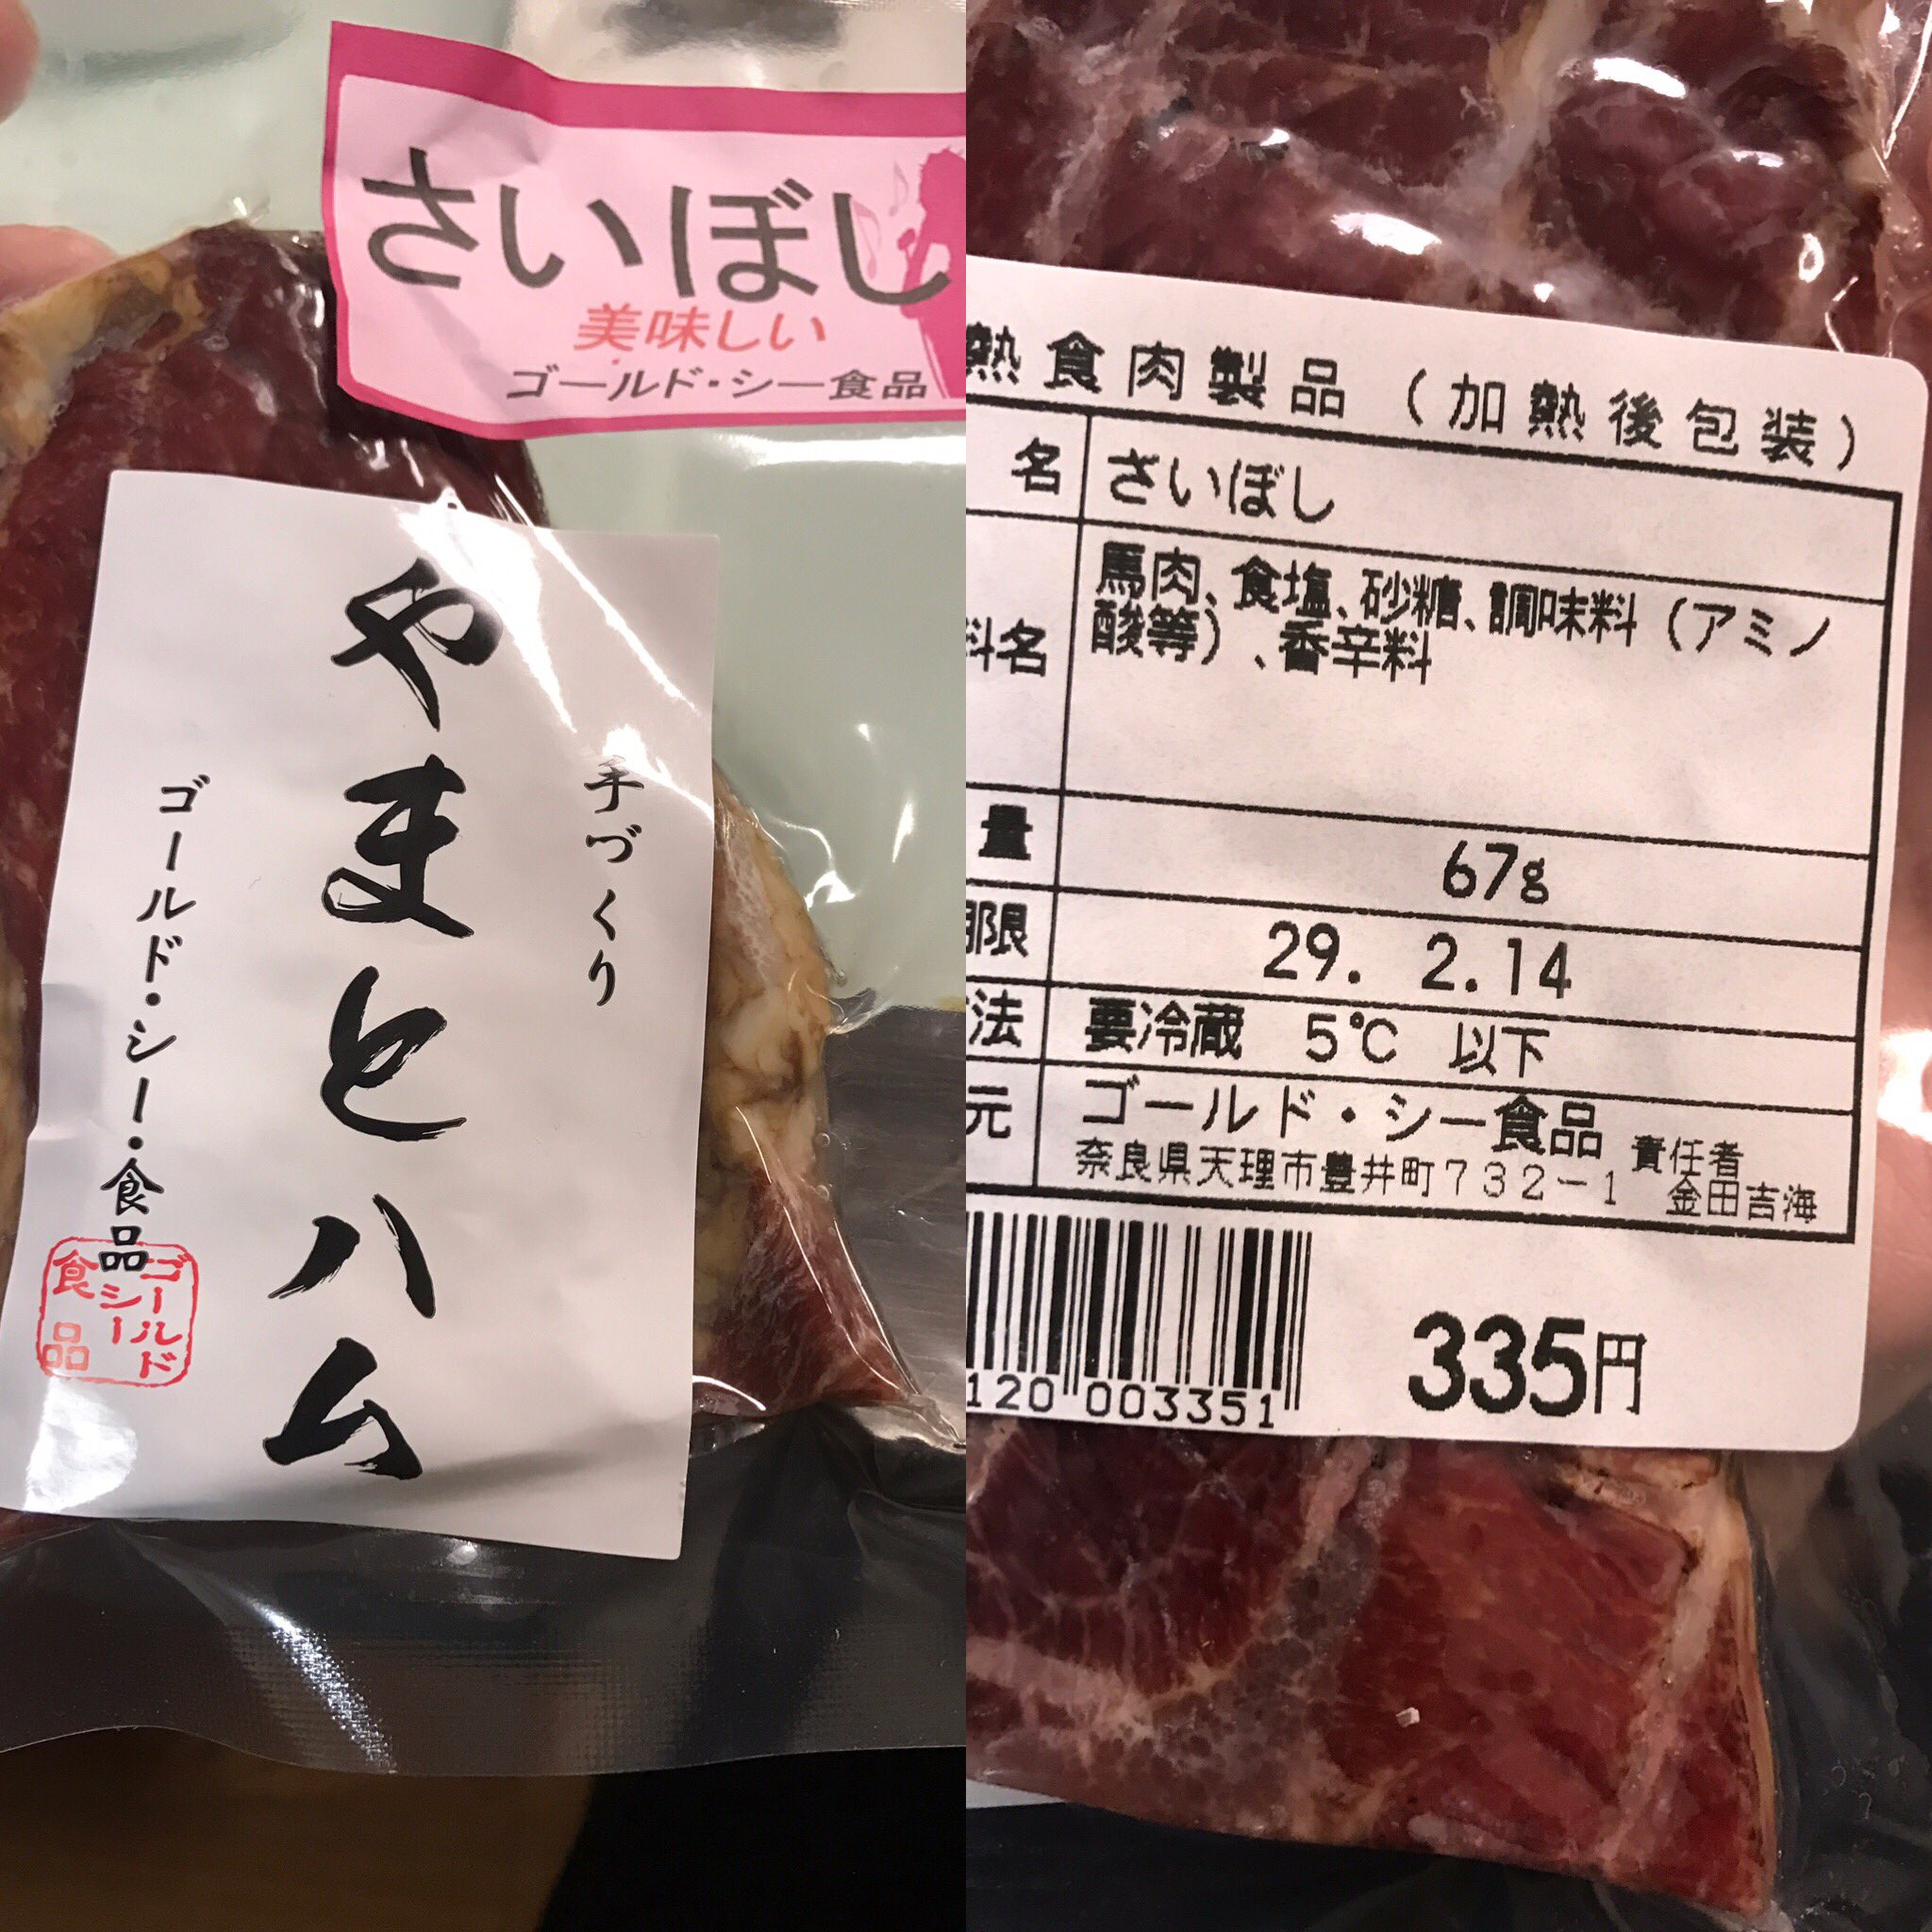 さいぼし
美味しい
ゴールド・シー食品
手づくり
やまとハム
ゴールド・シー・食品
ゴールド
シー
食品
熱食肉製品（加熱後包装）
名 さいぼし
料名 馬肉、食塩、砂糖、調味料（アミノ
酸等）、香辛料
量 67g
期限 29. 2.14
法 要冷蔵 5℃ 以下
元 ゴールド・シー食品 責任者
奈良県天理市豊井町732-1 金田吉海
120 003351
335円